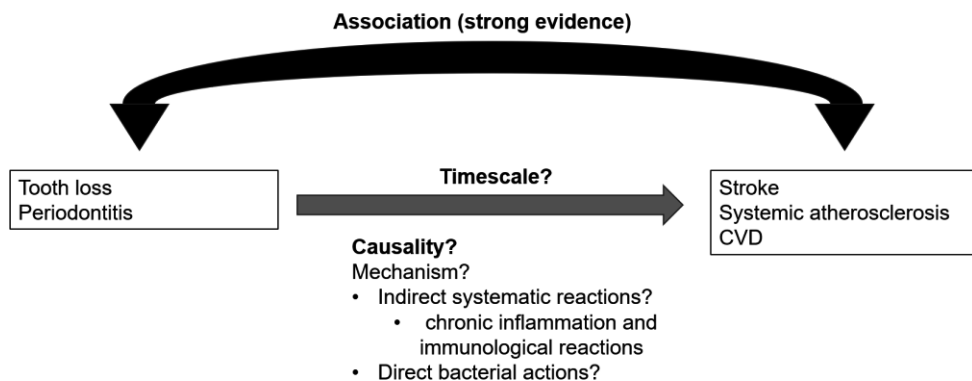 Association (strong evidence)
Tooth loss
Periodontitis
Timescale?
Stroke
Systemic atherosclerosis
CVD
Causality?
Mechanism?
• Indirect systematic reactions?
• chronic inflammation and
immunological reactions
• Direct bacterial actions?